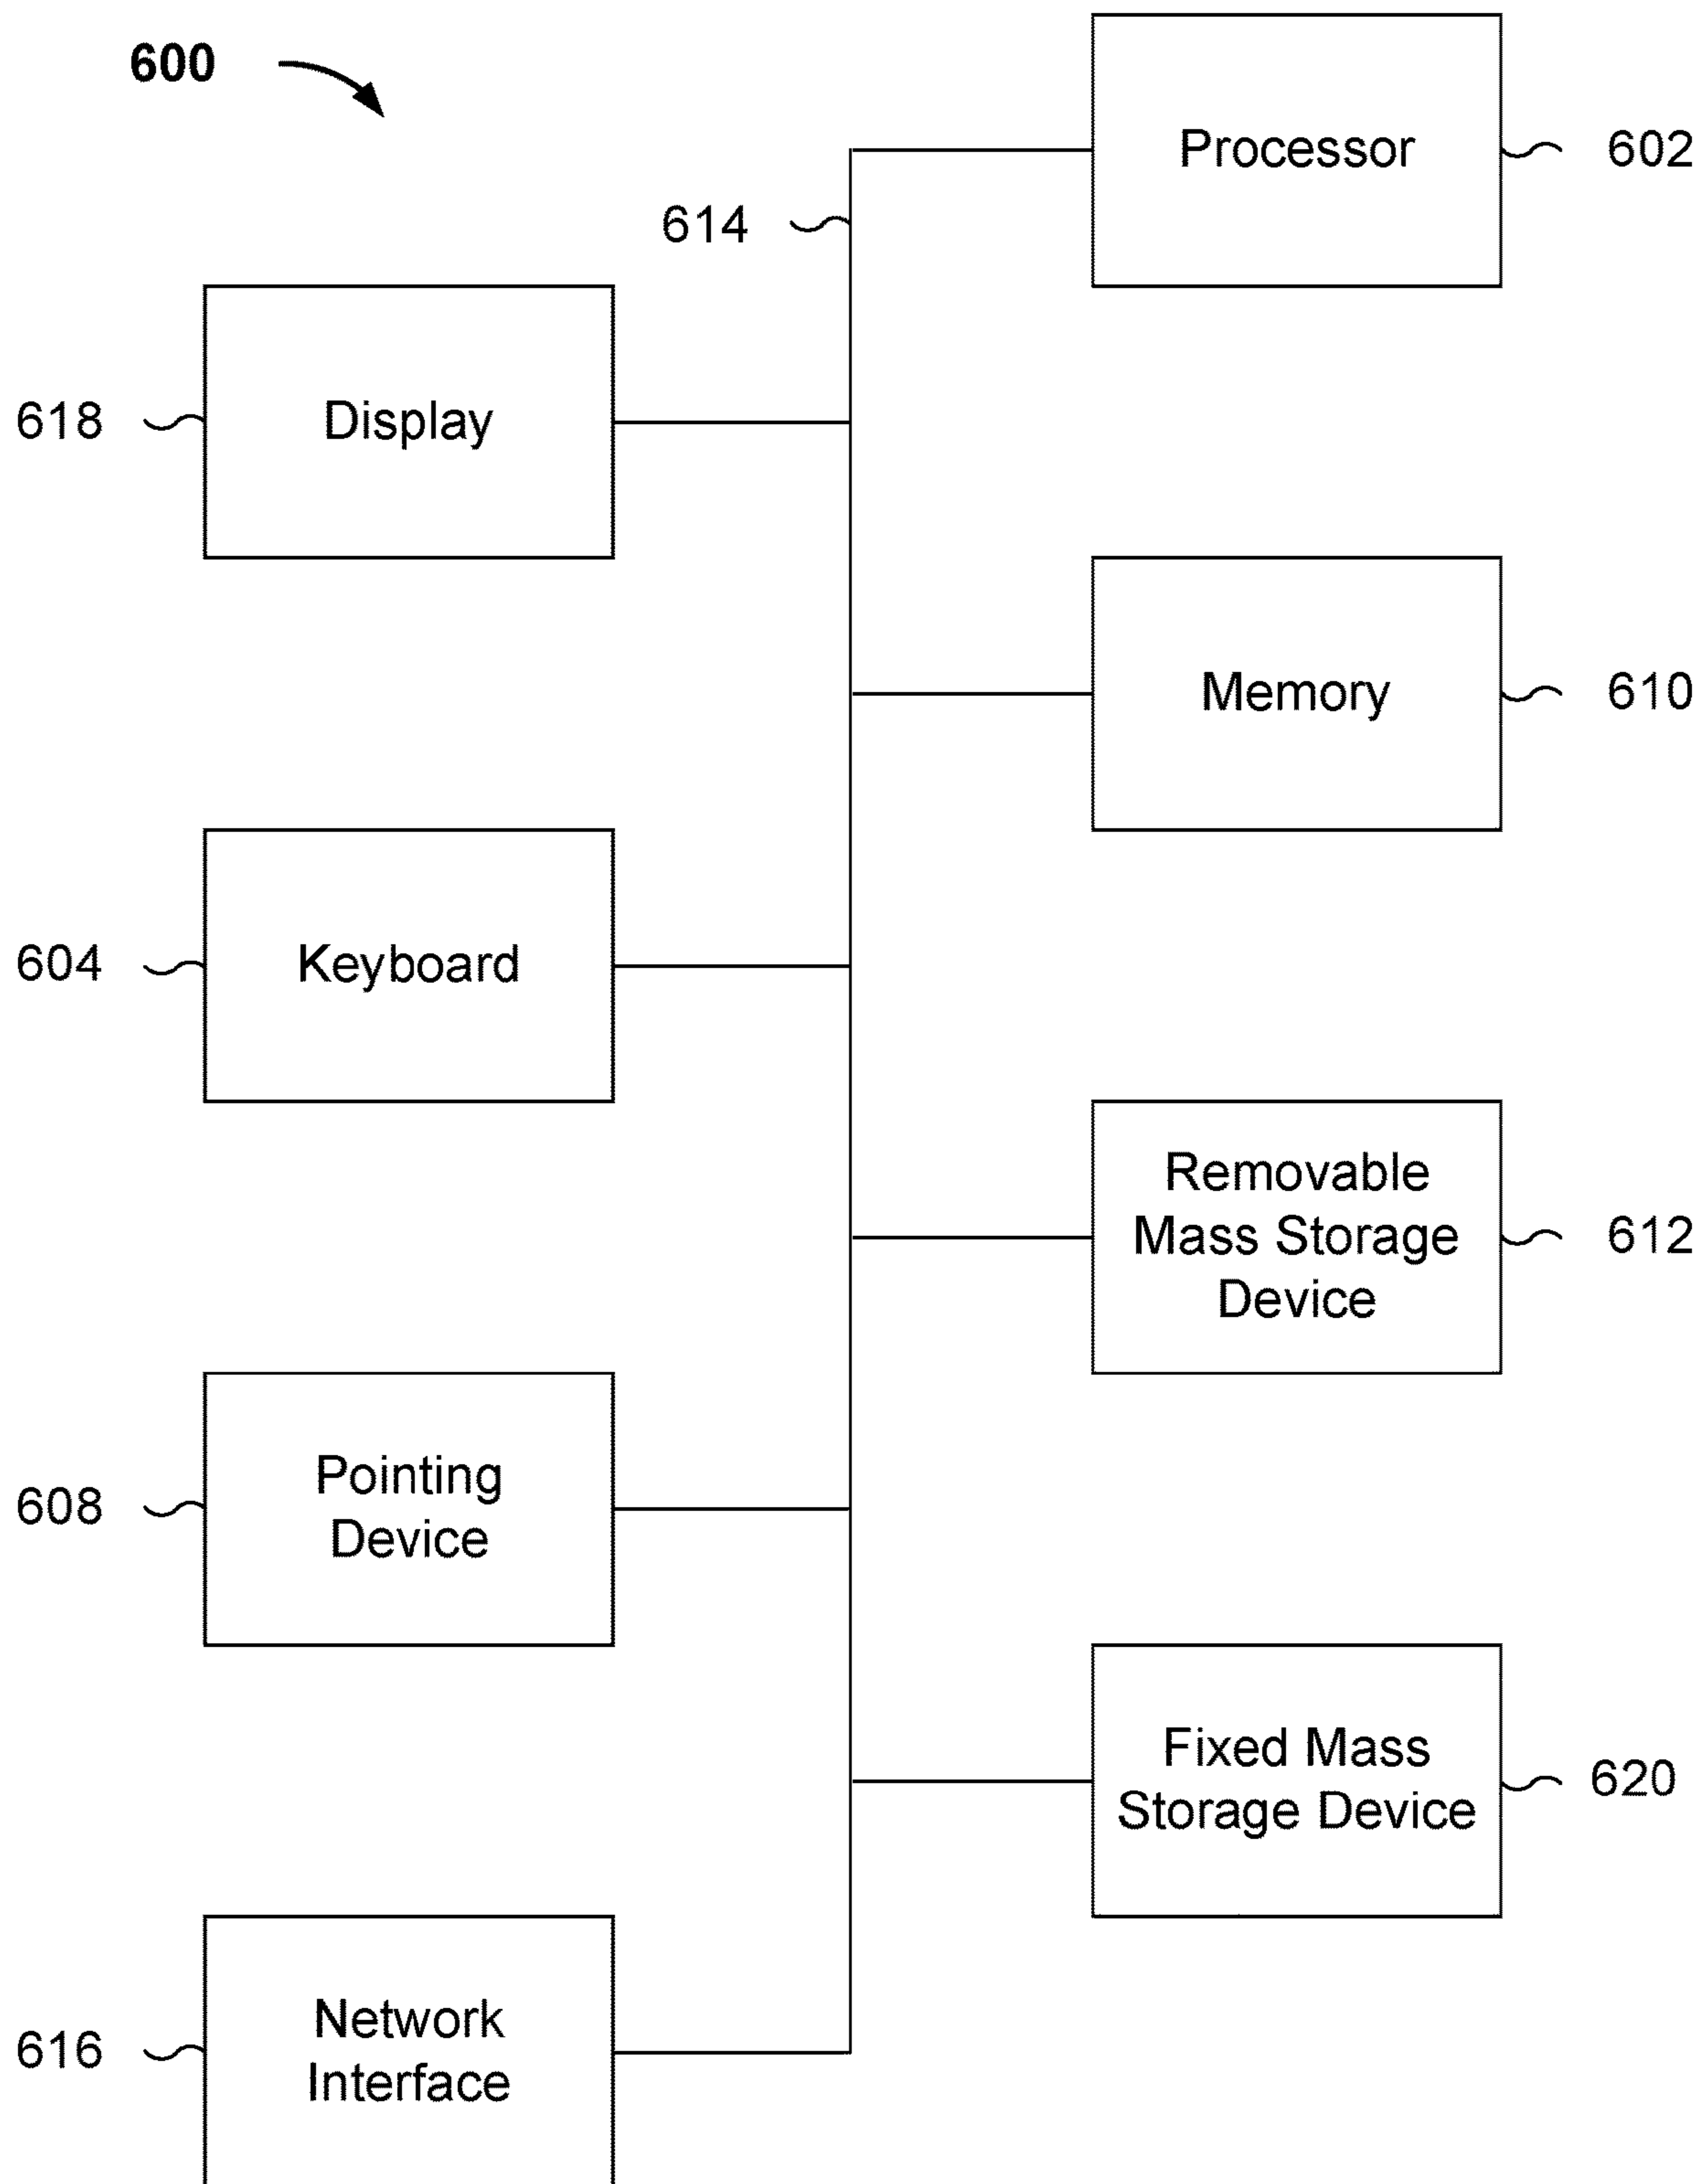 600
Processor
602
614
618
Display
Memory
610
604
Keyboard
Removable
Mass Storage
Device
612
608
Pointing
Device
Fixed Mass
Storage Device
620
616
Network
Interface